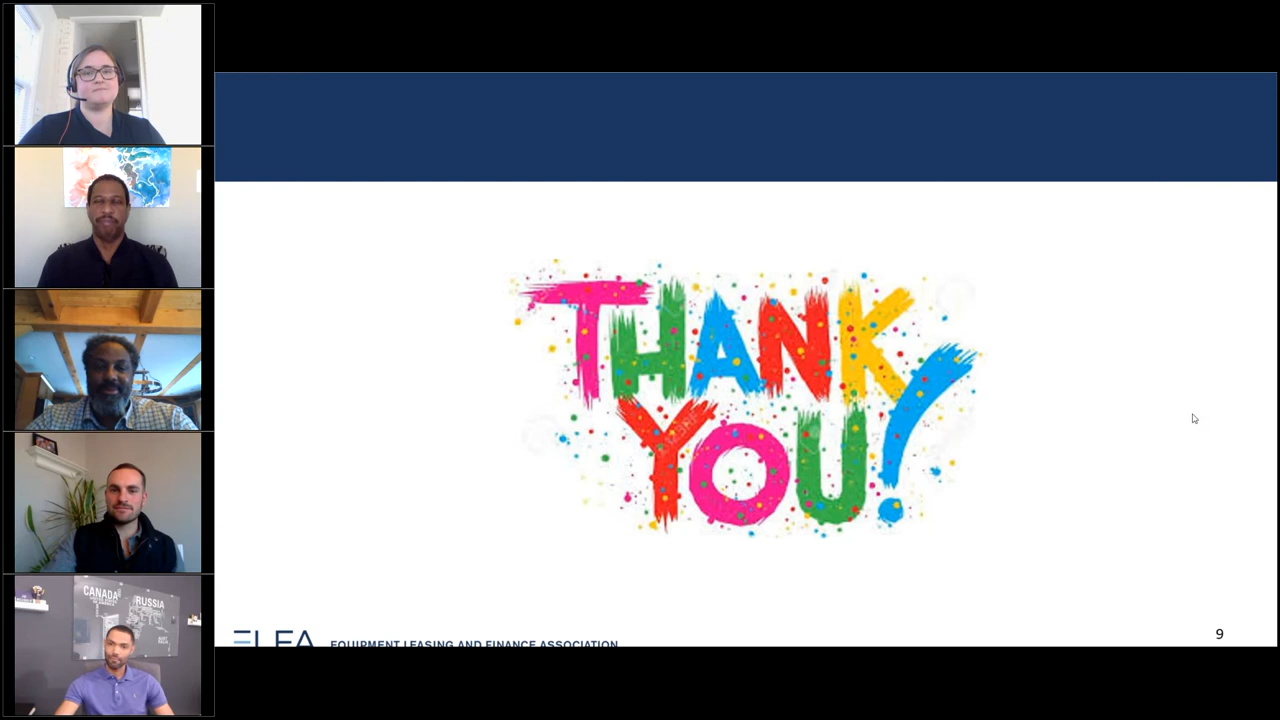 CANADA
RUSSIA
THANK
YOU!
ELFA EQUIPMENT LEASING AND FINANCE ASSOCIATION
9